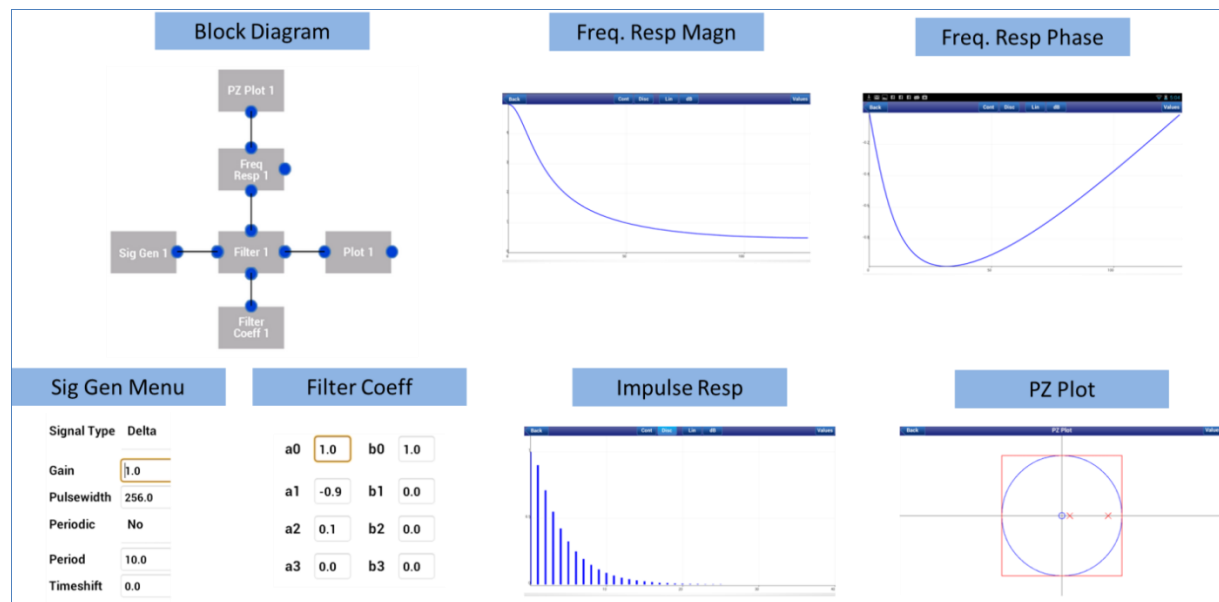 Block Diagram
Freq. Resp Magn
Freq. Resp Phase
PZ Plot 1
Freq
Resp 1
Sig Gen 1
Filter 1
Plot 1
Filter
Coeff 1
Back
Cont
Disc
Lin
dB
Values
50
100
Back
Cont
Disc
Lin
dB
Values
50
100
Sig Gen Menu
Filter Coeff
Impulse Resp
PZ Plot
Signal Type Delta
Gain 1.0
Pulsewidth 256.0
Periodic No
Period 10.0
Timeshift 0.0
a0 1.0 b0 1.0
a1 -0.9 b1 0.0
a2 0.1 b2 0.0
a3 0.0 b3 0.0
Back
Cont
Disc
Lin
dB
Values
Back
PZ Plot